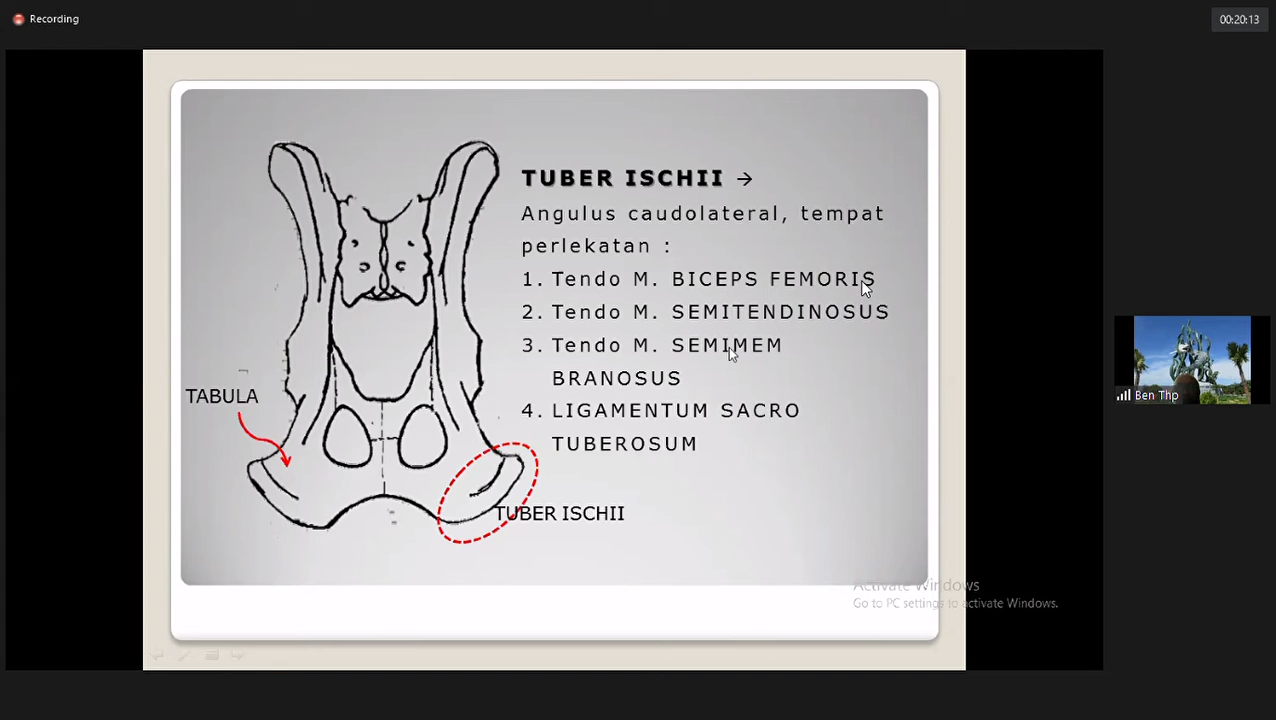 Recording
00:20:13
TUBER ISCHII →
Angulus caudolateral, tempat
perlekatan :
1. Tendo M. BICEPS FEMORIS
2. Tendo M. SEMITENDINOSUS
3. Tendo M. SEMIMEM
BRANOSUS
4. LIGAMENTUM SACRO
TUBEROSUM
TABULA
TUBER ISCHII
Ben Thp
Activate Windows
Go to PC settings to activate Windows.